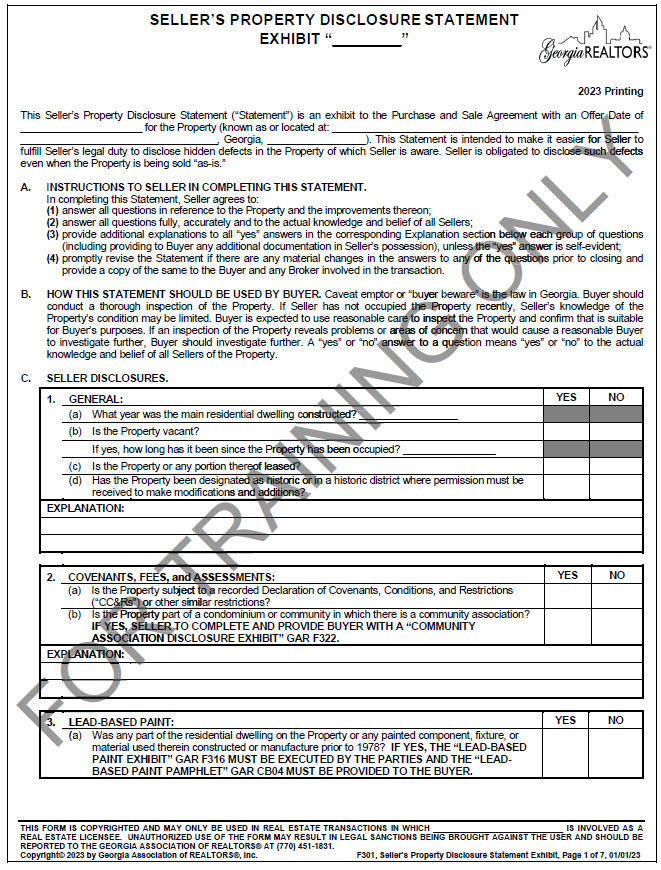 SELLER'S PROPERTY DISCLOSURE STATEMENT
EXHIBIT "________"
GeorgiaREALTORS®
2023 Printing
This Seller's Property Disclosure Statement ("Statement") is an exhibit to the Purchase and Sale Agreement with an Offer Date of
______________________ for the Property (known as or located at: ______________________
______________________, Georgia, ______________). This Statement is intended to make it easier for Seller to
fulfill Seller's legal duty to disclose hidden defects in the Property of which Seller is aware. Seller is obligated to disclose such defects
even when the Property is being sold "as-is."
A. INSTRUCTIONS TO SELLER IN COMPLETING THIS STATEMENT.
In completing this Statement, Seller agrees to:
(1) answer all questions in reference to the Property and the improvements thereon;
(2) answer all questions fully, accurately and to the actual knowledge and belief of all Sellers;
(3) provide additional explanations to all "yes" answers in the corresponding Explanation section below each group of questions
(including providing to Buyer any additional documentation in Seller's possession), unless the "yes" answer is self-evident;
(4) promptly revise the Statement if there are any material changes in the answers to any of the questions prior to closing and
provide a copy of the same to the Buyer and any Broker involved in the transaction.
B. HOW THIS STATEMENT SHOULD BE USED BY BUYER. Caveat emptor or "buyer beware" is the law in Georgia. Buyer should
conduct a thorough inspection of the Property. If Seller has not occupied the Property recently, Seller's knowledge of the
Property's condition may be limited. Buyer is expected to use reasonable care to inspect the Property and confirm that is suitable
for Buyer's purposes. If an inspection of the Property reveals problems or areas of concern that would cause a reasonable Buyer
to investigate further, Buyer should investigate further. A "yes" or "no" answer to a question means "yes" or "no" to the actual
knowledge and belief of all Sellers of the Property.
C. SELLER DISCLOSURES.
1. GENERAL: YES NO
(a) What year was the main residential dwelling constructed? __________________
(b) Is the Property vacant?
If yes, how long has it been since the Property has been occupied? _________________
(c) Is the Property or any portion thereof leased?
(d) Has the Property been designated as historic or in a historic district where permission must be
received to make modifications and additions?
EXPLANATION:
2. COVENANTS, FEES, and ASSESSMENTS: YES NO
(a) Is the Property subject to a recorded Declaration of Covenants, Conditions, and Restrictions
("CC&Rs") or other similar restrictions?
(b) Is the Property part of a condominium or community in which there is a community association?
IF YES, SELLER TO COMPLETE AND PROVIDE BUYER WITH A "COMMUNITY
ASSOCIATION DISCLOSURE EXHIBIT" GAR F322.
EXPLANATION:
3. LEAD-BASED PAINT: YES NO
(a) Was any part of the residential dwelling on the Property or any painted component, fixture, or
material used therein constructed or manufacture prior to 1978? IF YES, THE "LEAD-BASED
PAINT EXHIBIT" GAR F316 MUST BE EXECUTED BY THE PARTIES AND THE "LEAD-
BASED PAINT PAMPHLET" GAR CB04 MUST BE PROVIDED TO THE BUYER.
FOR TRAINING ONLY
THIS FORM IS COPYRIGHTED AND MAY ONLY BE USED IN REAL ESTATE TRANSACTIONS IN WHICH ______________________ IS INVOLVED AS A
REAL ESTATE LICENSEE. UNAUTHORIZED USE OF THE FORM MAY RESULT IN LEGAL SANCTIONS BEING BROUGHT AGAINST THE USER AND SHOULD BE
REPORTED TO THE GEORGIA ASSOCIATION OF REALTORS® AT (770) 451-1831.
Copyright© 2023 by Georgia Association of REALTORS®, Inc. F301, Seller's Property Disclosure Statement Exhibit, Page 1 of 7, 01/01/23